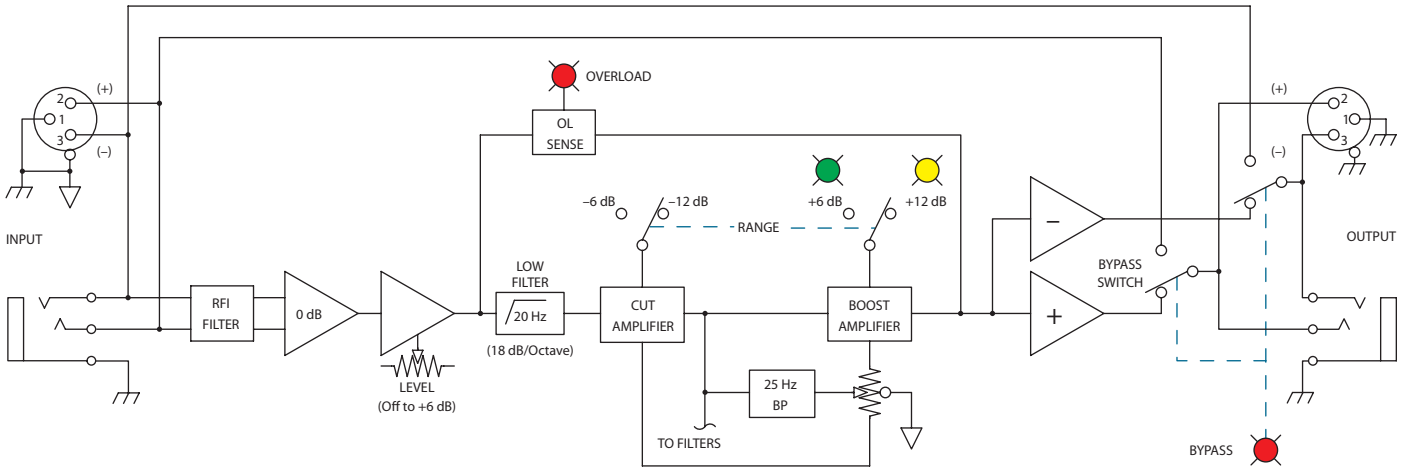 OVERLOAD
OL
SENSE
(+)
2
1
3
(–)
INPUT
RFI
FILTER
0 dB
LEVEL
(Off to +6 dB)
LOW
FILTER
20 Hz
(18 dB/Octave)
–6 dB
–12 dB
RANGE
+6 dB
+12 dB
CUT
AMPLIFIER
BOOST
AMPLIFIER
25 Hz
BP
TO FILTERS
–
+
BYPASS
SWITCH
(+)
2
1
3
(–)
OUTPUT
BYPASS